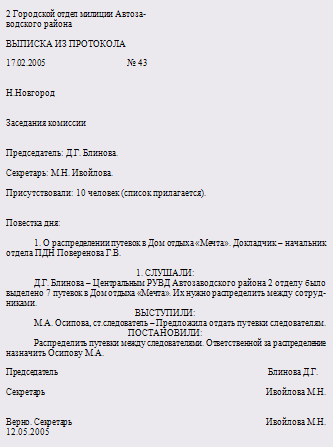 2 Городской отдел милиции Автоза-
водского района
ВЫПИСКА ИЗ ПРОТОКОЛА
17.02.2005 № 43
Н.Новгород
Заседания комиссии
Председатель: Д.Г. Блинова.
Секретарь: М.Н. Ивойлова.
Присутствовали: 10 человек (список прилагается).
Повестка дня:
1. О распределении путевок в Дом отдыха «Мечта». Докладчик – начальник
отдела ПДН Поверенова Г.В.
1. СЛУШАЛИ:
Д.Г. Блинова – Центральным РУВД Автозаводского района 2 отделу было
выделено 7 путевок в Дом отдыха «Мечта». Их нужно распределить между сотруд-
никами.
ВЫСТУПИЛИ:
М.А. Осипова, ст.следователь – Предложила отдать путевки следователям.
ПОСТАНОВИЛИ:
Распределить путевки между следователями. Ответственной за распределение
назначить Осипову М.А.
Председатель Блинова Д.Г.
Секретарь Ивойлова М.Н.
Верно. Секретарь Ивойлова М.Н.
12.05.2005